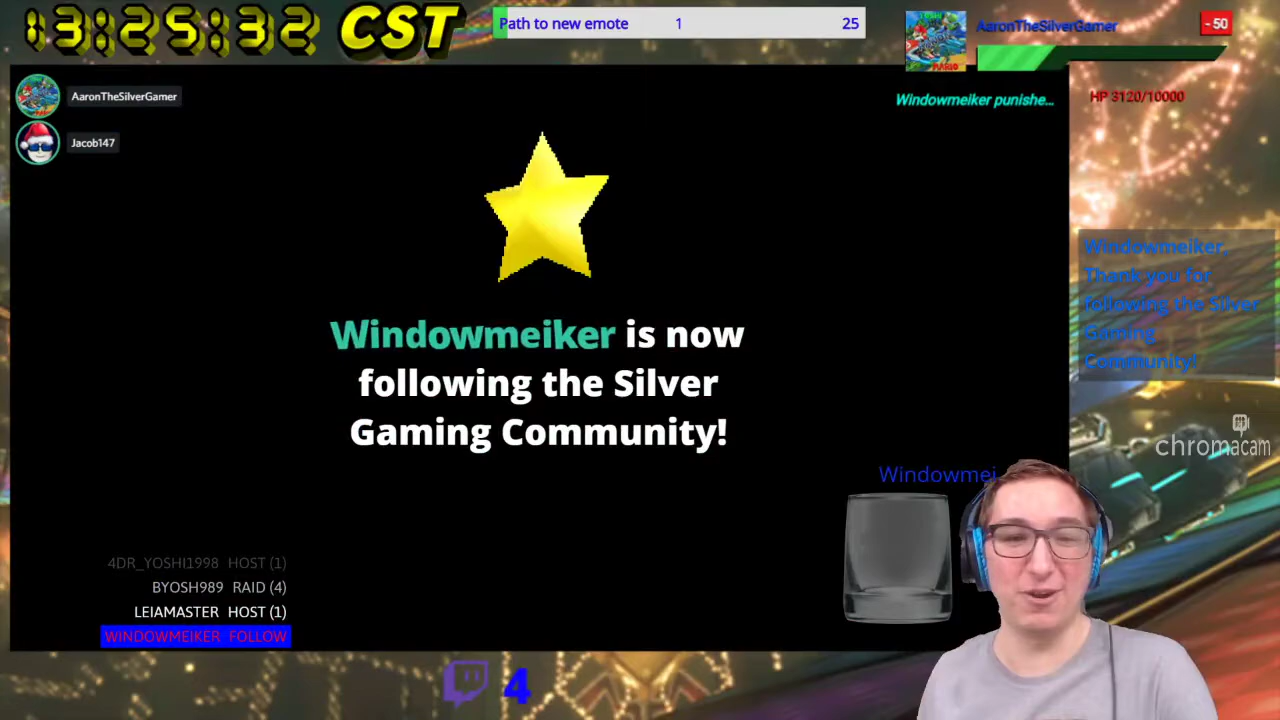 13:25:32 CST
Path to new emote 1 25
AaronTheSilverGamer - 50
HP 3120/10000
Windowmeiker punishe...
AaronTheSilverGamer
Jacob147
Windowmeiker is now
following the Silver
Gaming Community!
Windowmeiker,
Thank you for
following the Silver
Gaming
Community!
chromacam
Windowmei
4DR_YOSHI1998 HOST (1)
BYOSH989 RAID (4)
LEIAMASTER HOST (1)
WINDOWMEIKER FOLLOW
4